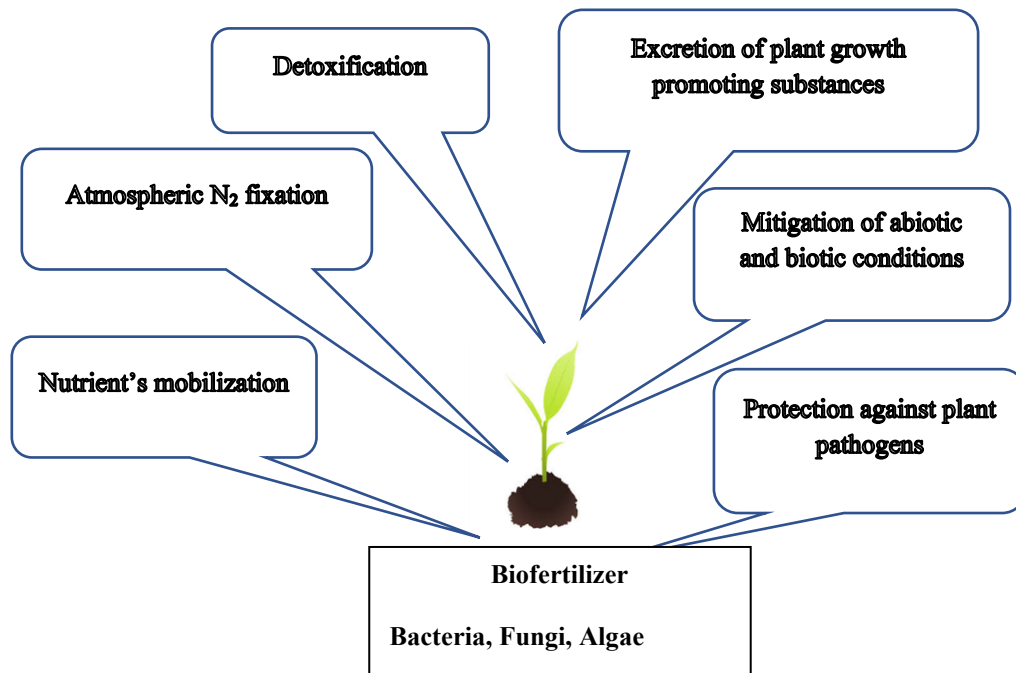 Detoxification
Excretion of plant growth
promoting substances
Atmospheric N₂ fixation
Mitigation of abiotic
and biotic conditions
Nutrient’s mobilization
Protection against plant
pathogens
Biofertilizer
Bacteria, Fungi, Algae